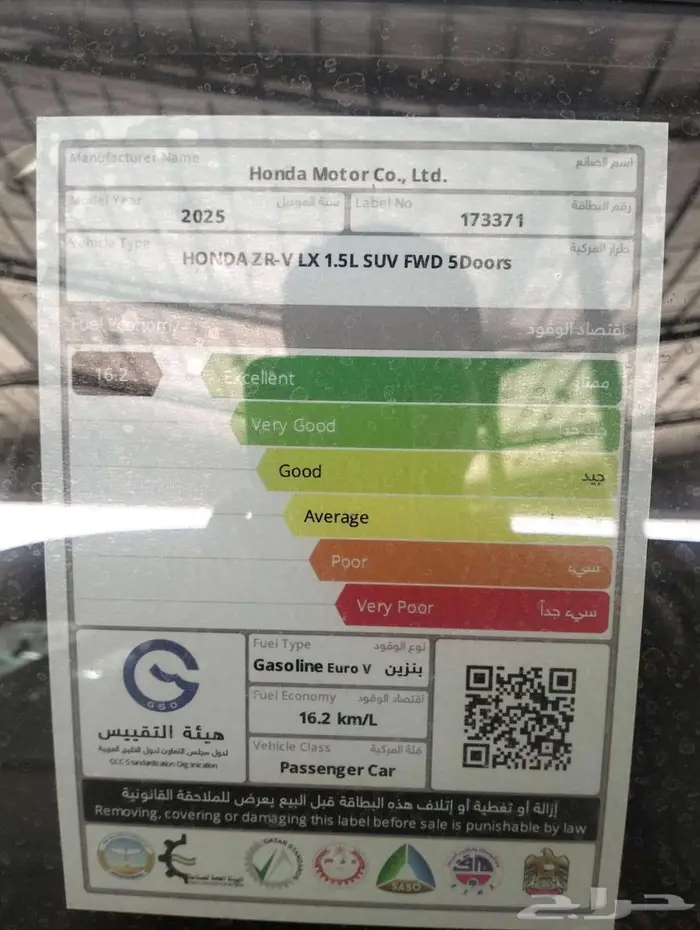 Manufacturer Name اسم الصانع
Honda Motor Co., Ltd.
Model Year سنة الموديل
2025
Label No رقم البطاقة
173371
Vehicle Type طراز المركبة
HONDA ZR-V LX 1.5L SUV FWD 5Doors
Fuel Economy اقتصاد الوقود
16.2
Excellent ممتاز
Very Good جيد جداً
Good جيد
Average
Poor سيء
Very Poor سيء جداً
GSO
هيئة التقييس
لدول مجلس التعاون لدول الخليج العربية
GCC Standardization Organization
Fuel Type نوع الوقود
Gasoline Euro V بنزين
Fuel Economy اقتصاد الوقود
16.2 km/L
Vehicle Class فئة المركبة
Passenger Car
إزالة أو تغطية أو إتلاف هذه البطاقة قبل البيع يعرض للملاحقة القانونية
Removing, covering or damaging this label before sale is punishable by law
QATAR STANDARDS
SASO
حراج